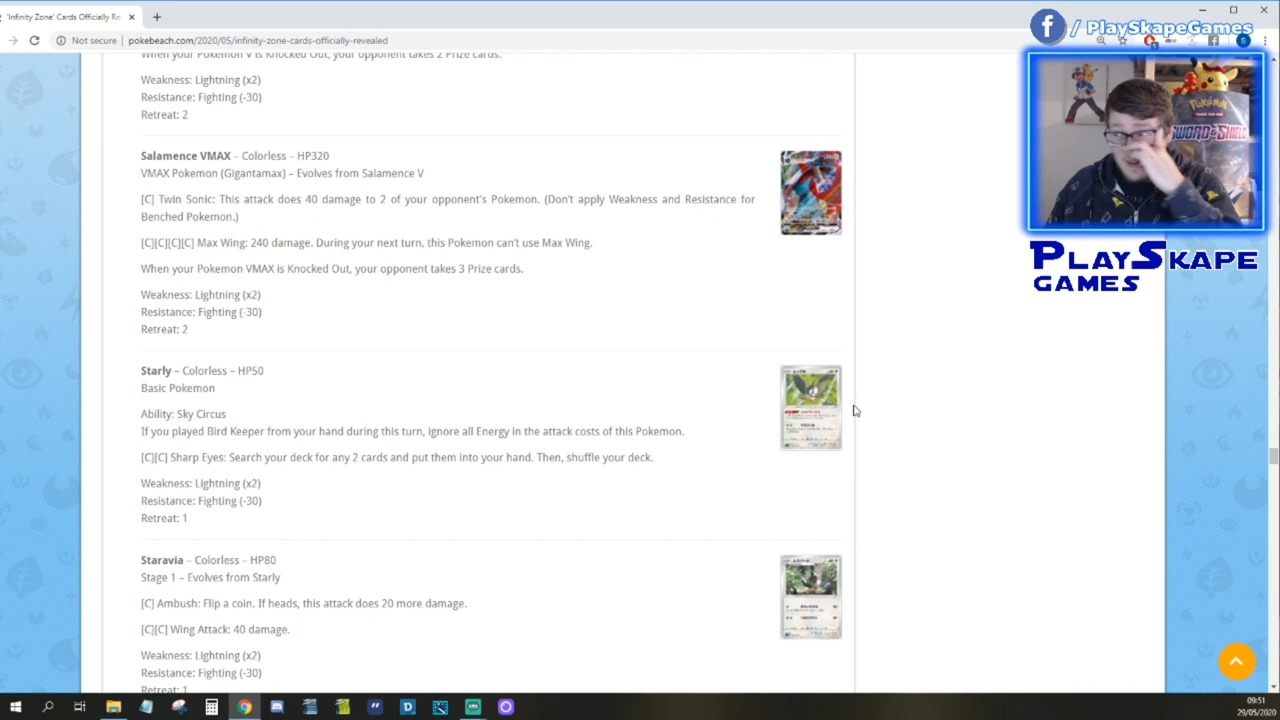 'Infinity Zone' Cards Officially Re
Not secure | pokebeach.com/2020/05/infinity-zone-cards-officially-revealed
/ PlaySkapeGames
When your Pokemon V is Knocked Out, your opponent takes 2 Prize cards.
Weakness: Lightning (x2)
Resistance: Fighting (-30)
Retreat: 2
Salamence VMAX – Colorless – HP320
VMAX Pokemon (Gigantamax) – Evolves from Salamence V
[C] Twin Sonic: This attack does 40 damage to 2 of your opponent's Pokemon. (Don't apply Weakness and Resistance for
Benched Pokemon.)
[C][C][C][C] Max Wing: 240 damage. During your next turn, this Pokemon can't use Max Wing.
When your Pokemon VMAX is Knocked Out, your opponent takes 3 Prize cards.
Weakness: Lightning (x2)
Resistance: Fighting (-30)
Retreat: 2
Starly – Colorless – HP50
Basic Pokemon
Ability: Sky Circus
If you played Bird Keeper from your hand during this turn, ignore all Energy in the attack costs of this Pokemon.
[C][C] Sharp Eyes: Search your deck for any 2 cards and put them into your hand. Then, shuffle your deck.
Weakness: Lightning (x2)
Resistance: Fighting (-30)
Retreat: 1
Staravia – Colorless – HP80
Stage 1 – Evolves from Starly
[C] Ambush: Flip a coin. If heads, this attack does 20 more damage.
[C][C] Wing Attack: 40 damage.
Weakness: Lightning (x2)
Resistance: Fighting (-30)
Retreat: 1
POKÉMON
SWORD & SHIELD
PLAYSKAPE
GAMES
09:51
29/05/2020